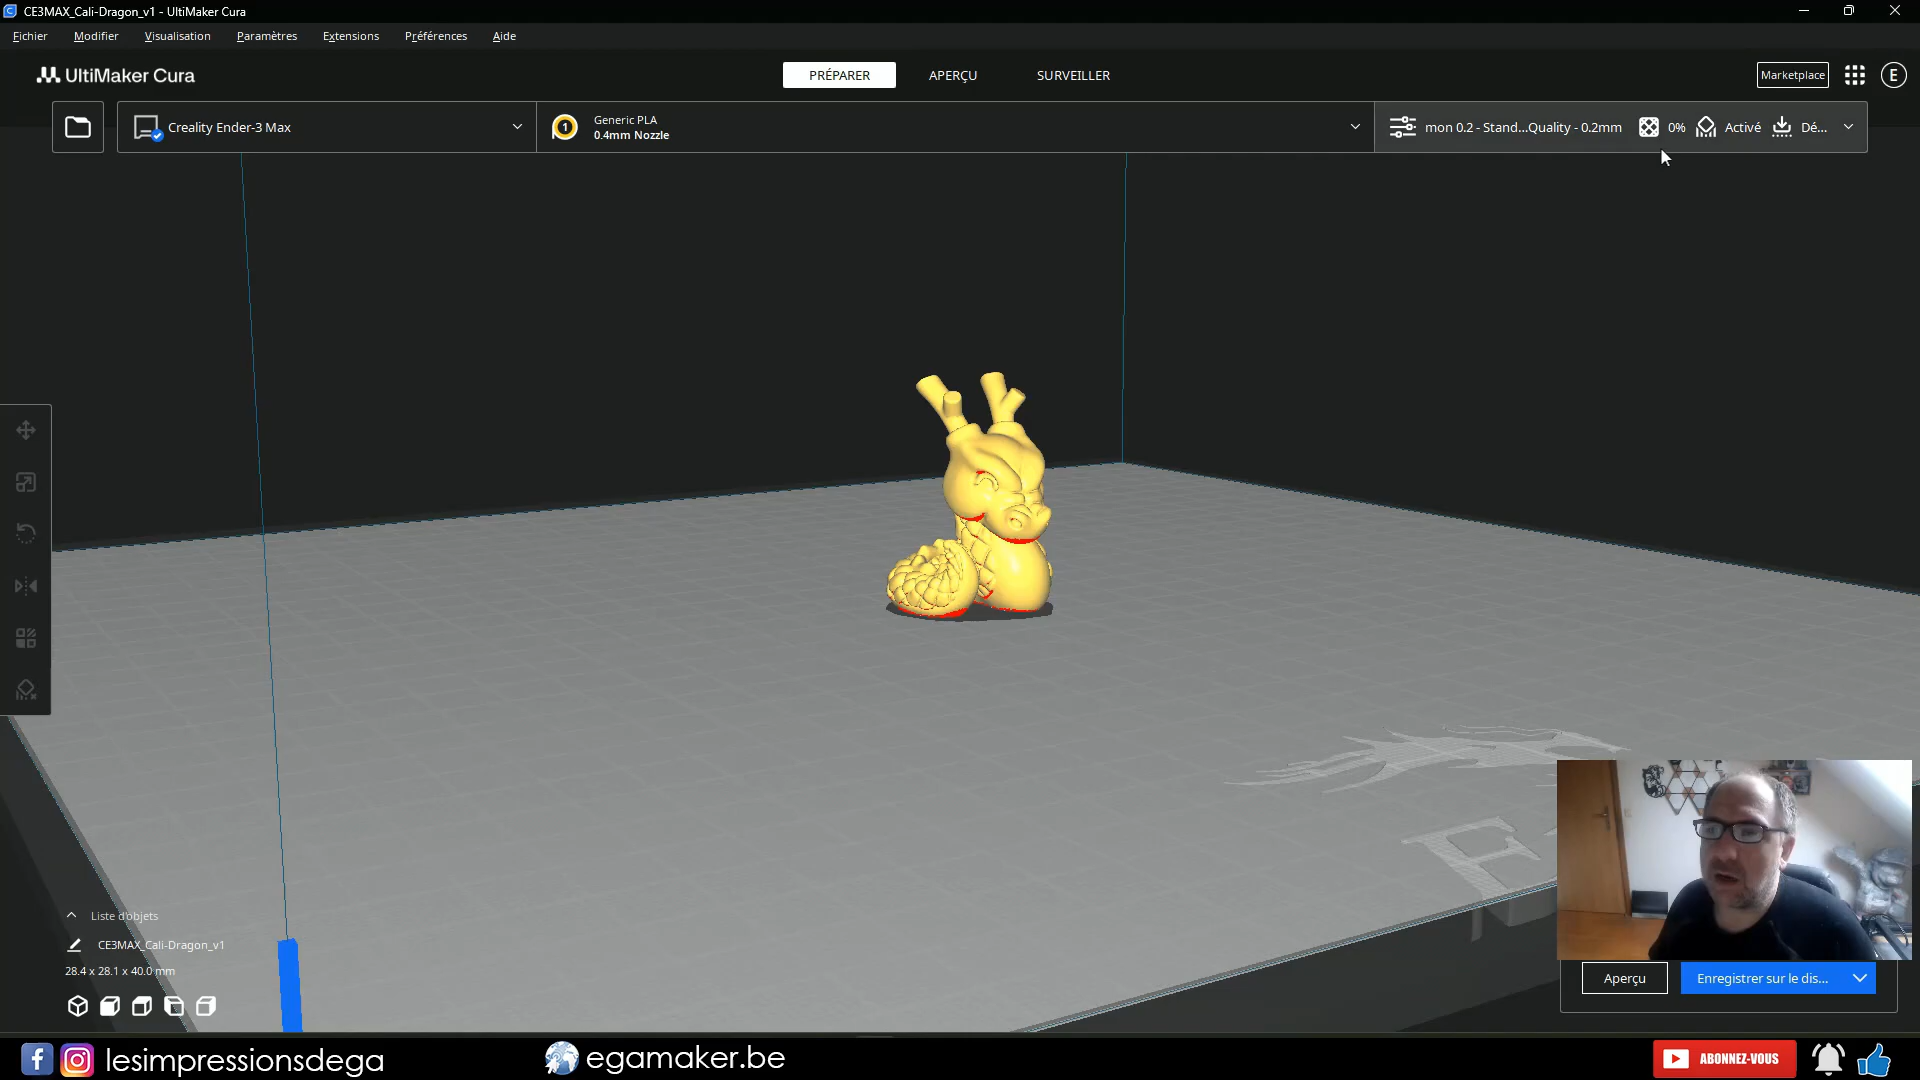 CE3MAX_Cali-Dragon_v1 - UltiMaker Cura
Fichier Modifier Visualisation Paramètres Extensions Préférences Aide
UltiMaker Cura
PRÉPARER APERÇU SURVEILLER
Marketplace
E
Creality Ender-3 Max
1
Generic PLA
0.4mm Nozzle
mon 0.2 - Stand...Quality - 0.2mm 0% Activé Dé...
Liste d'objets
CE3MAX_Cali-Dragon_v1
28.4 x 28.1 x 40.0 mm
Aperçu
Enregistrer sur le dis...
lesimpressionsdega
egamaker.be
ABONNEZ-VOUS